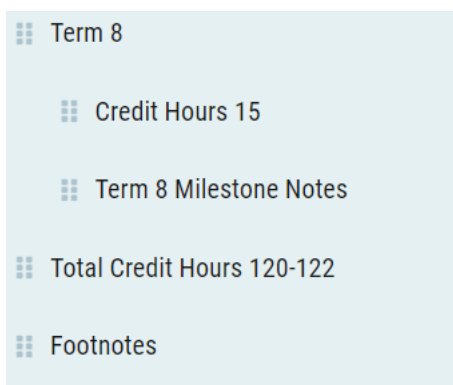 Term 8
Credit Hours 15
Term 8 Milestone Notes
Total Credit Hours 120-122
Footnotes